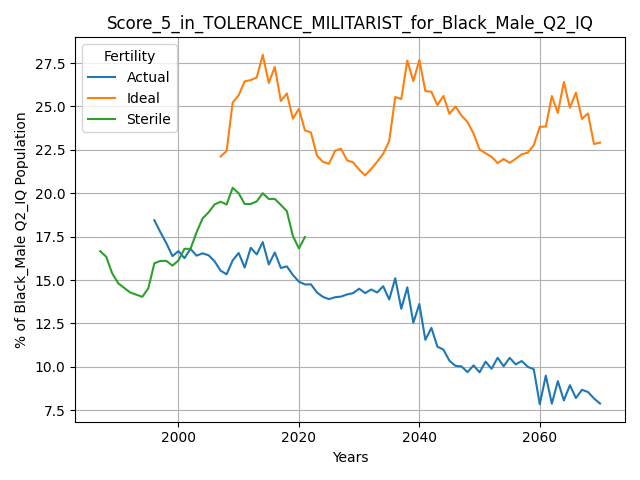 Score_5_in_TOLERANCE_MILITARIST_for_Black_Male_Q2_IQ
Fertility
Actual
Ideal
Sterile
% of Black_Male Q2_IQ Population
27.5
25.0
22.5
20.0
17.5
15.0
12.5
10.0
7.5
2000 2020 2040 2060
Years